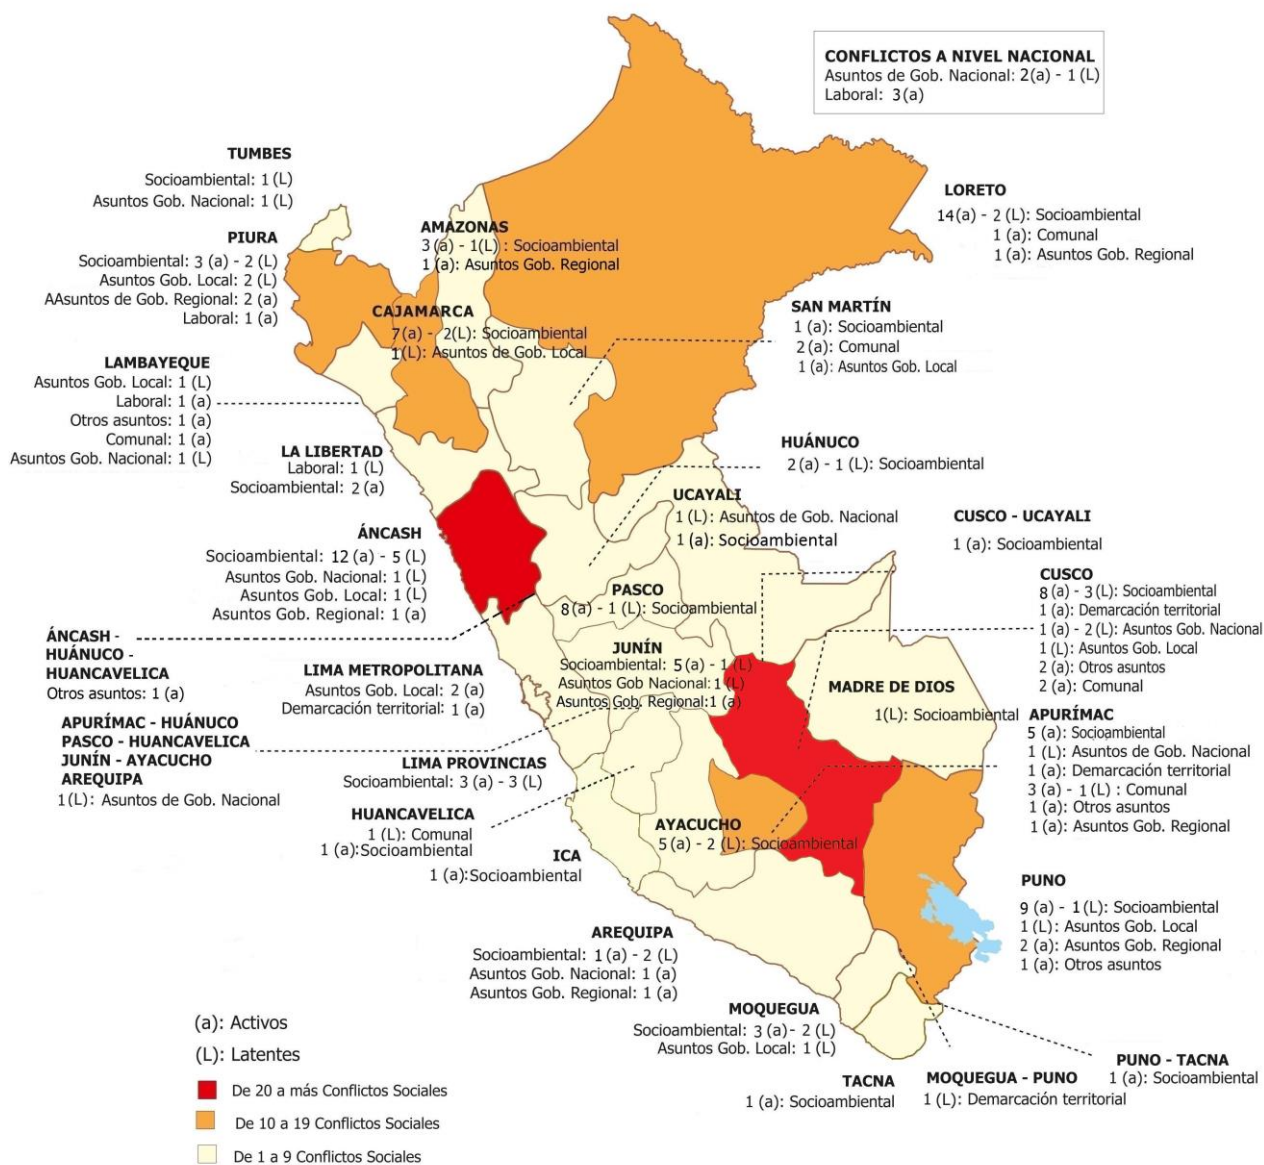 CONFLICTOS A NIVEL NACIONAL
Asuntos de Gob. Nacional: 2(a) - 1 (L)
Laboral: 3(a)
TUMBES
Socioambiental: 1 (L)
Asuntos Gob. Nacional: 1 (L)
PIURA
Socioambiental: 3 (a) - 2 (L)
Asuntos Gob. Local: 2 (L)
AAsuntos de Gob. Regional: 2 (a)
Laboral: 1 (a)
AMAZONAS
3 (a) - 1(L) : Socioambiental
1 (a): Asuntos Gob. Regional
LORETO
14(a) - 2 (L): Socioambiental
1 (a): Comunal
1 (a): Asuntos Gob. Regional
CAJAMARCA
7(a) - 2(L): Socioambiental
1(L): Asuntos de Gob. Local
SAN MARTÍN
1 (a): Socioambiental
2(a): Comunal
1(a): Asuntos Gob. Local
LAMBAYEQUE
Asuntos Gob. Local: 1 (L)
Laboral: 1 (a)
Otros asuntos: 1 (a)
Comunal: 1 (a)
Asuntos Gob. Nacional: 1 (L)
LA LIBERTAD
Laboral: 1 (L)
Socioambiental: 2 (a)
HUÁNUCO
2(a) - 1 (L): Socioambiental
UCAYALI
1(L): Asuntos de Gob. Nacional
1(a): Socioambiental
CUSCO - UCAYALI
1 (a): Socioambiental
ÁNCASH
Socioambiental: 12 (a) - 5 (L)
Asuntos Gob. Nacional: 1 (L)
Asuntos Gob. Local: 1 (L)
Asuntos Gob. Regional: 1 (a)
PASCO
8(a) - 1 (L): Socioambiental
CUSCO
8(a) - 3(L): Socioambiental
1(a): Demarcación territorial
1(a) - 2(L): Asuntos Gob. Nacional
1(L): Asuntos Gob. Local
2(a): Otros asuntos
2(a): Comunal
ÁNCASH -
HUÁNUCO -
HUANCAVELICA
Otros asuntos: 1 (a)
LIMA METROPOLITANA
Asuntos Gob. Local: 2 (a)
Demarcación territorial: 1 (a)
JUNÍN
Socioambiental: 5(a) - 1(L)
Asuntos Gob Nacional: 1(L)
Asuntos Gob. Regional:1(a)
MADRE DE DIOS
1(L): Socioambiental
APURÍMAC - HUÁNUCO
PASCO - HUANCAVELICA
JUNÍN - AYACUCHO
AREQUIPA
1(L): Asuntos de Gob. Nacional
LIMA PROVINCIAS
Socioambiental: 3 (a) - 3 (L)
APURÍMAC
5(a): Socioambiental
1(L): Asuntos de Gob. Nacional
1(a): Demarcación territorial
3(a) - 1(L) : Comunal
1(a): Otros asuntos
1(a): Asuntos Gob. Regional
HUANCAVELICA
1 (L): Comunal
1 (a):Socioambiental
AYACUCHO
5(a) - 2 (L): Socioambiental
ICA
1 (a):Socioambiental
PUNO
9 (a) - 1(L): Socioambiental
1(L): Asuntos Gob. Local
2(a): Asuntos Gob. Regional
1(a): Otros asuntos
AREQUIPA
Socioambiental: 1(a) - 2 (L)
Asuntos Gob. Nacional: 1 (a)
Asuntos Gob. Regional: 1 (a)
MOQUEGUA
Socioambiental: 3 (a)- 2 (L)
Asuntos Gob. Local: 1 (L)
TACNA
1 (a): Socioambiental
MOQUEGUA - PUNO
1(L): Demarcación territorial
PUNO - TACNA
1 (a): Socioambiental
(a): Activos
(L): Latentes
De 20 a más Conflictos Sociales
De 10 a 19 Conflictos Sociales
De 1 a 9 Conflictos Sociales